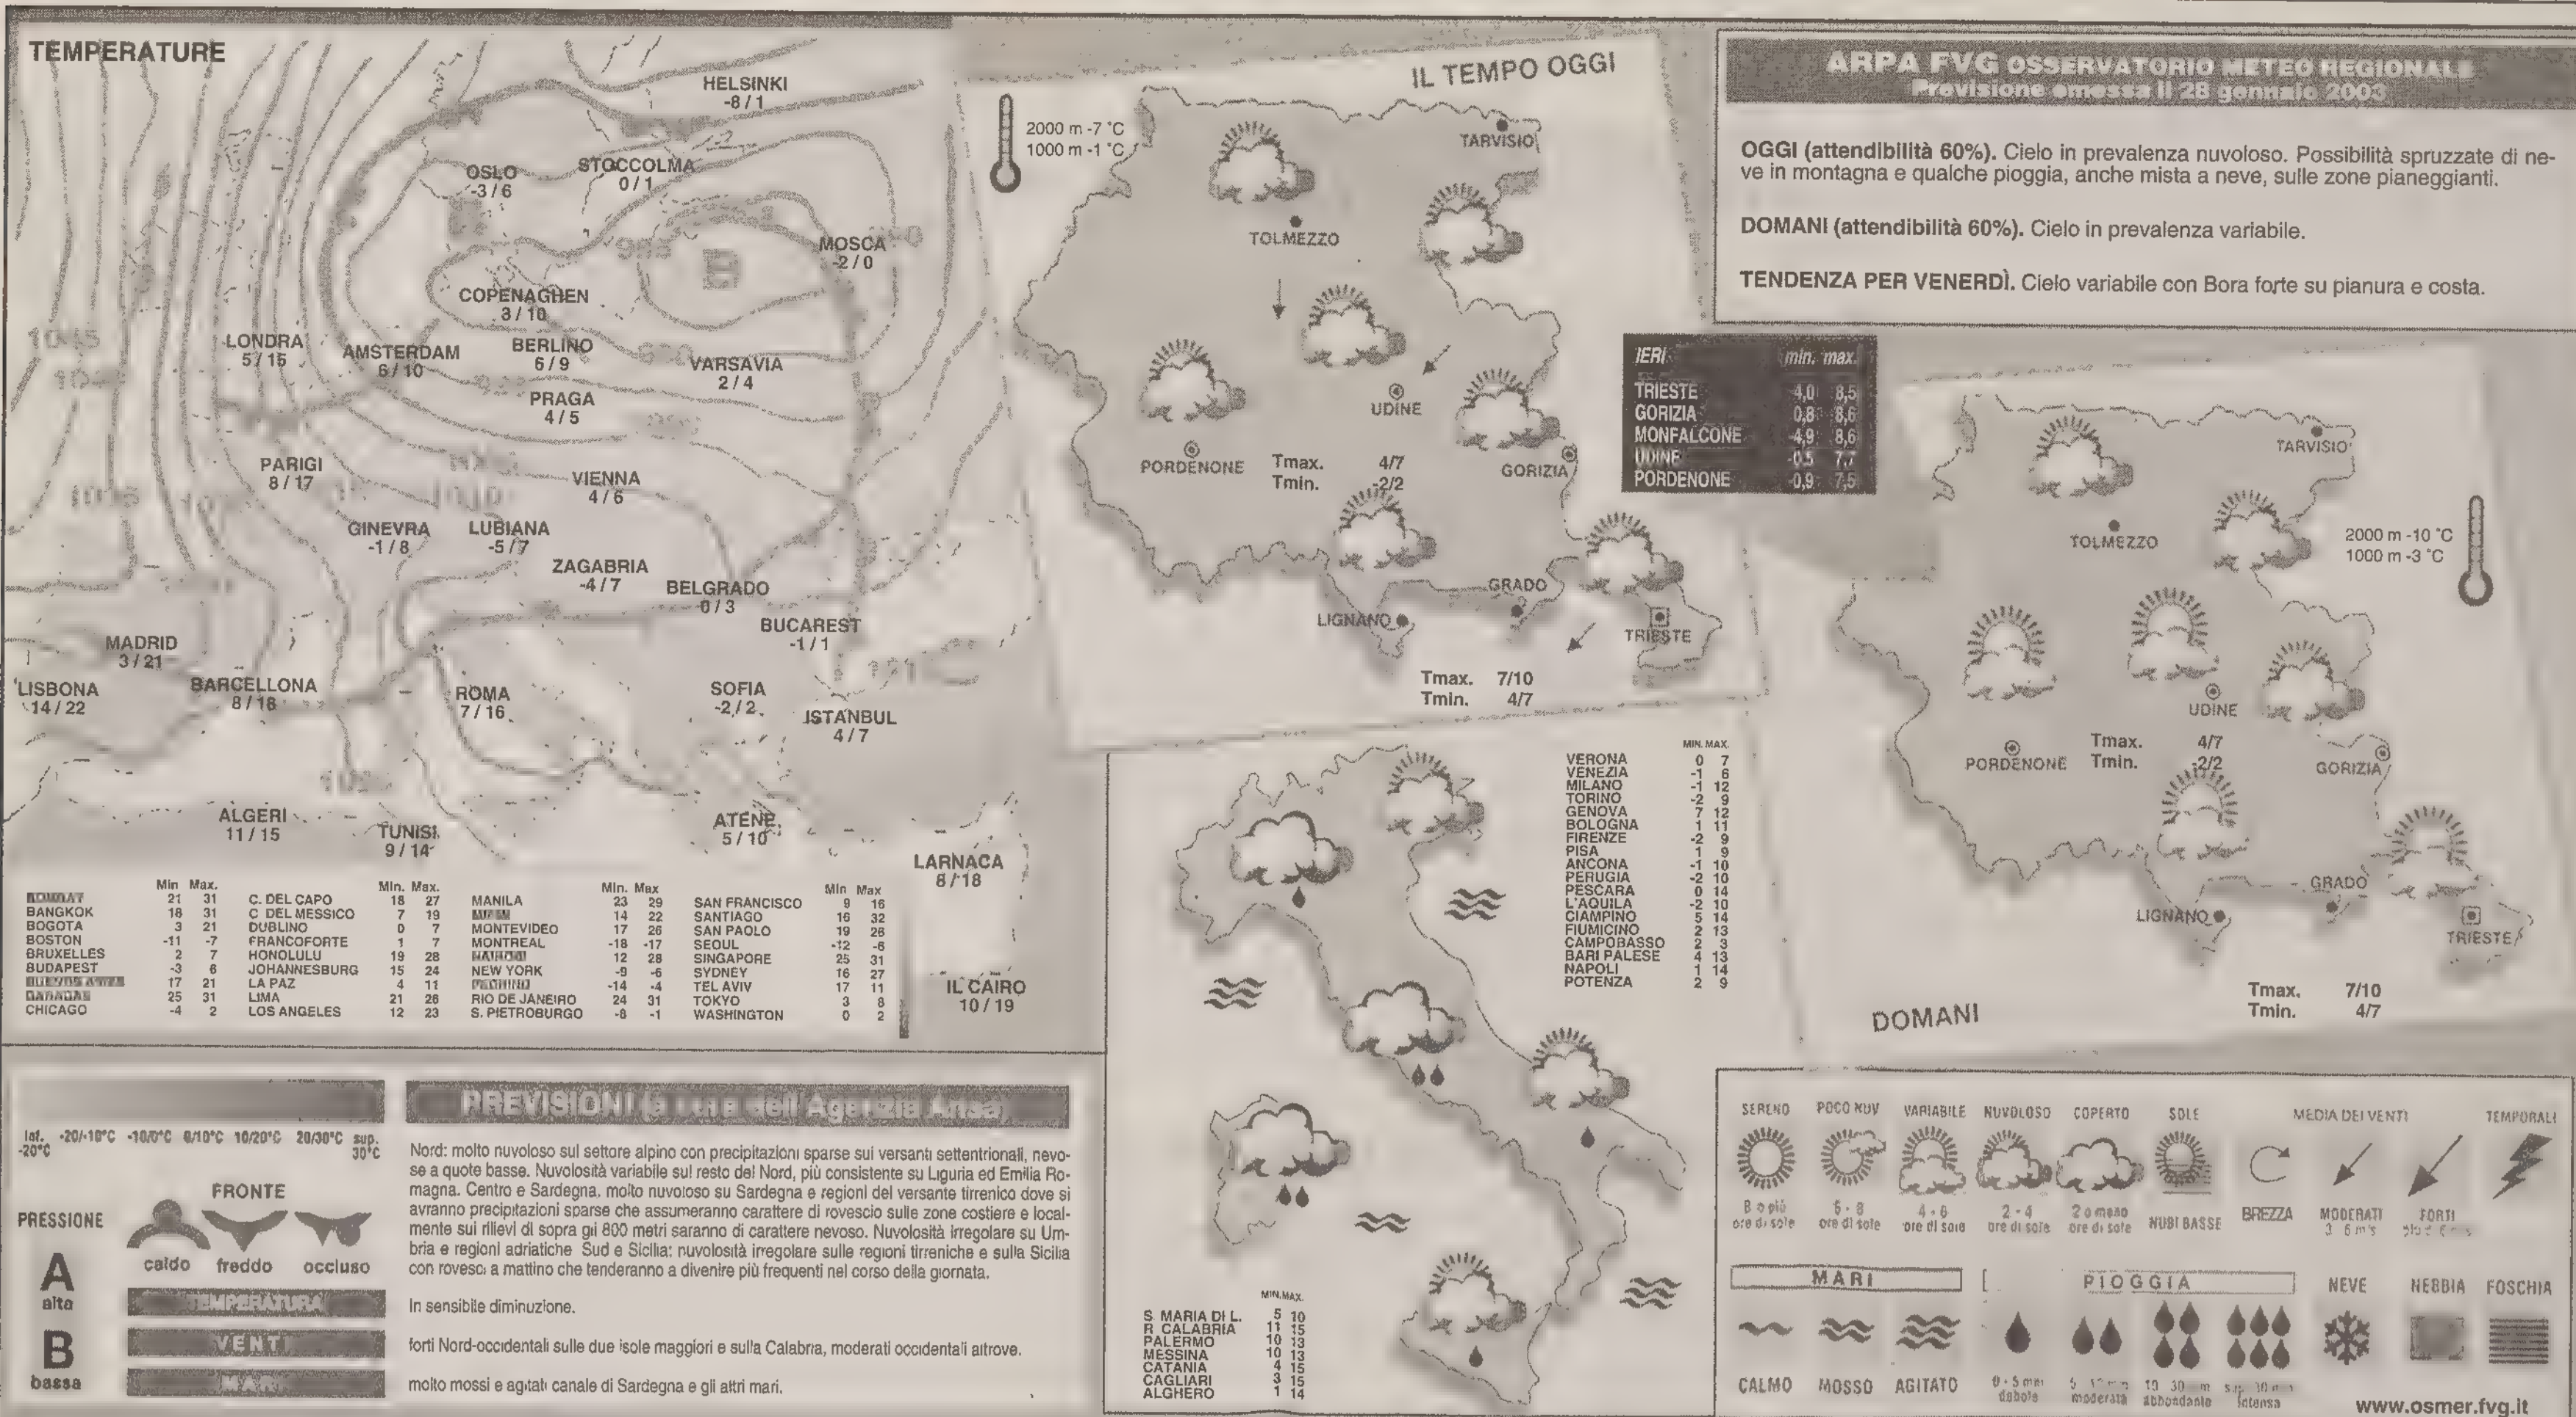 TEMPERATURE
HELSINKI
-8 / 1
OSLO
-3 / 6
STOCCOLMA
0 / 1
MOSCA
-2 / 0
B
COPENAGHEN
3 / 10
LONDRA
5 / 15
AMSTERDAM
6 / 10
BERLINO
6 / 9
VARSAVIA
2 / 4
PRAGA
4 / 5
PARIGI
8 / 17
VIENNA
4 / 6
GINEVRA
-1 / 8
LUBIANA
-5 / 7
ZAGABRIA
-4 / 7
BELGRADO
0 / 3
BUCAREST
-1 / 1
MADRID
3 / 21
LISBONA
14 / 22
BARCELLONA
8 / 16
ROMA
7 / 16
SOFIA
-2 / 2
ISTANBUL
4 / 7
ALGERI
11 / 15
TUNISI
9 / 14
ATENE
5 / 10
LARNACA
8 / 18
IL CAIRO
10 / 19
Min Max.
21 31
BANGKOK 18 31
BOGOTA 3 21
BOSTON -11 -7
BRUXELLES 2 7
BUDAPEST -3 6
17 21
25 31
CHICAGO -4 2
Min. Max.
C. DEL CAPO 18 27
C DEL MESSICO 7 19
DUBLINO 0 7
FRANCOFORTE 1 7
HONOLULU 19 28
JOHANNESBURG 15 24
LA PAZ 4 11
LIMA 21 26
LOS ANGELES 12 23
Min. Max
MANILA 23 29
14 22
MONTEVIDEO 17 26
MONTREAL -18 -17
12 28
NEW YORK -9 -6
-14 -4
RIO DE JANEIRO 24 31
S. PIETROBURGO -8 -1
Min Max
SAN FRANCISCO 9 16
SANTIAGO 16 32
SAN PAOLO 19 26
SEOUL -12 -6
SINGAPORE 25 31
SYDNEY 16 27
TEL AVIV 17 11
TOKYO 3 8
WASHINGTON 0 2
IL TEMPO OGGI
2000 m -7 °C
1000 m -1 °C
TARVISIO
TOLMEZZO
UDINE
PORDENONE
GORIZIA
Tmax. 4/7
Tmin. -2/2
GRADO
LIGNANO
TRIESTE
Tmax. 7/10
Tmin. 4/7
ARPA FVG OSSERVATORIO METEO REGIONALE
Previsione emessa il 28 gennaio 2003
OGGI (attendibilità 60%). Cielo in prevalenza nuvoloso. Possibilità spruzzate di ne-
ve in montagna e qualche pioggia, anche mista a neve, sulle zone pianeggianti.
DOMANI (attendibilità 60%). Cielo in prevalenza variabile.
TENDENZA PER VENERDÌ. Cielo variabile con Bora forte su pianura e costa.
IERI min. max.
TRIESTE 4,0 8,5
GORIZIA 0,8 8,6
MONFALCONE -4,9 8,6
UDINE -0,5 7,7
PORDENONE -0,9 7,5
TARVISIO
TOLMEZZO
2000 m -10 °C
1000 m -3 °C
UDINE
PORDENONE
Tmax. 4/7
Tmin. -2/2
GORIZIA
GRADO
LIGNANO
TRIESTE
Tmax. 7/10
Tmin. 4/7
DOMANI
MIN. MAX.
VERONA 0 7
VENEZIA -1 6
MILANO -1 12
TORINO -2 9
GENOVA 7 12
BOLOGNA 1 11
FIRENZE -2 9
PISA 1 9
ANCONA -1 10
PERUGIA -2 10
PESCARA 0 14
L'AQUILA -2 10
CIAMPINO 5 14
FIUMICINO 2 13
CAMPOBASSO 2 3
BARI PALESE 4 13
NAPOLI 1 14
POTENZA 2 9
MIN.MAX.
S. MARIA DI L. 5 10
R. CALABRIA 11 15
PALERMO 10 13
MESSINA 10 13
CATANIA 4 15
CAGLIARI 3 15
ALGHERO 1 14
Inf. -20°C -20/-10°C -10/0°C 0/10°C 10/20°C 20/30°C sup. 30°C
FRONTE
PRESSIONE
caldo freddo occluso
A
alta
B
bassa
PREVISIONI (a cura dell'Agenzia Ansa)
Nord: molto nuvoloso sul settore alpino con precipitazioni sparse sui versanti settentrionali, nevo-
se a quote basse. Nuvolosità variabile sul resto del Nord, più consistente su Liguria ed Emilia Ro-
magna. Centro e Sardegna. molto nuvoloso su Sardegna e regioni del versante tirrenico dove si
avranno precipitazioni sparse che assumeranno carattere di rovescio sulle zone costiere e local-
mente sui rilievi di sopra gli 800 metri saranno di carattere nevoso. Nuvolosità irregolare su Um-
bria e regioni adriatiche Sud e Sicilia: nuvolosità irregolare sulle regioni tirreniche e sulla Sicilia
con rovesci a mattino che tenderanno a divenire più frequenti nel corso della giornata.
TEMPERATURA
In sensibile diminuzione.
VENTI
forti Nord-occidentali sulle due isole maggiori e sulla Calabria, moderati occidentali altrove.
MARI
molto mossi e agitati canale di Sardegna e gli altri mari.
SERENO POCO NUV VARIABILE NUVOLOSO COPERTO SOLE MEDIA DEI VENTI TEMPORALI
8 o più ore di sole
6 - 8 ore di sole
4 - 6 ore di sole
2 - 4 ore di sole
2 o meno ore di sole
NUBI BASSE
BREZZA
MODERATI 3 6 m/s
FORTI
MARI PIOGGIA NEVE NEBBIA FOSCHIA
CALMO MOSSO AGITATO
0 - 5 mm debole
moderata
10 30 abbondante
intensa
www.osmer.fvg.it